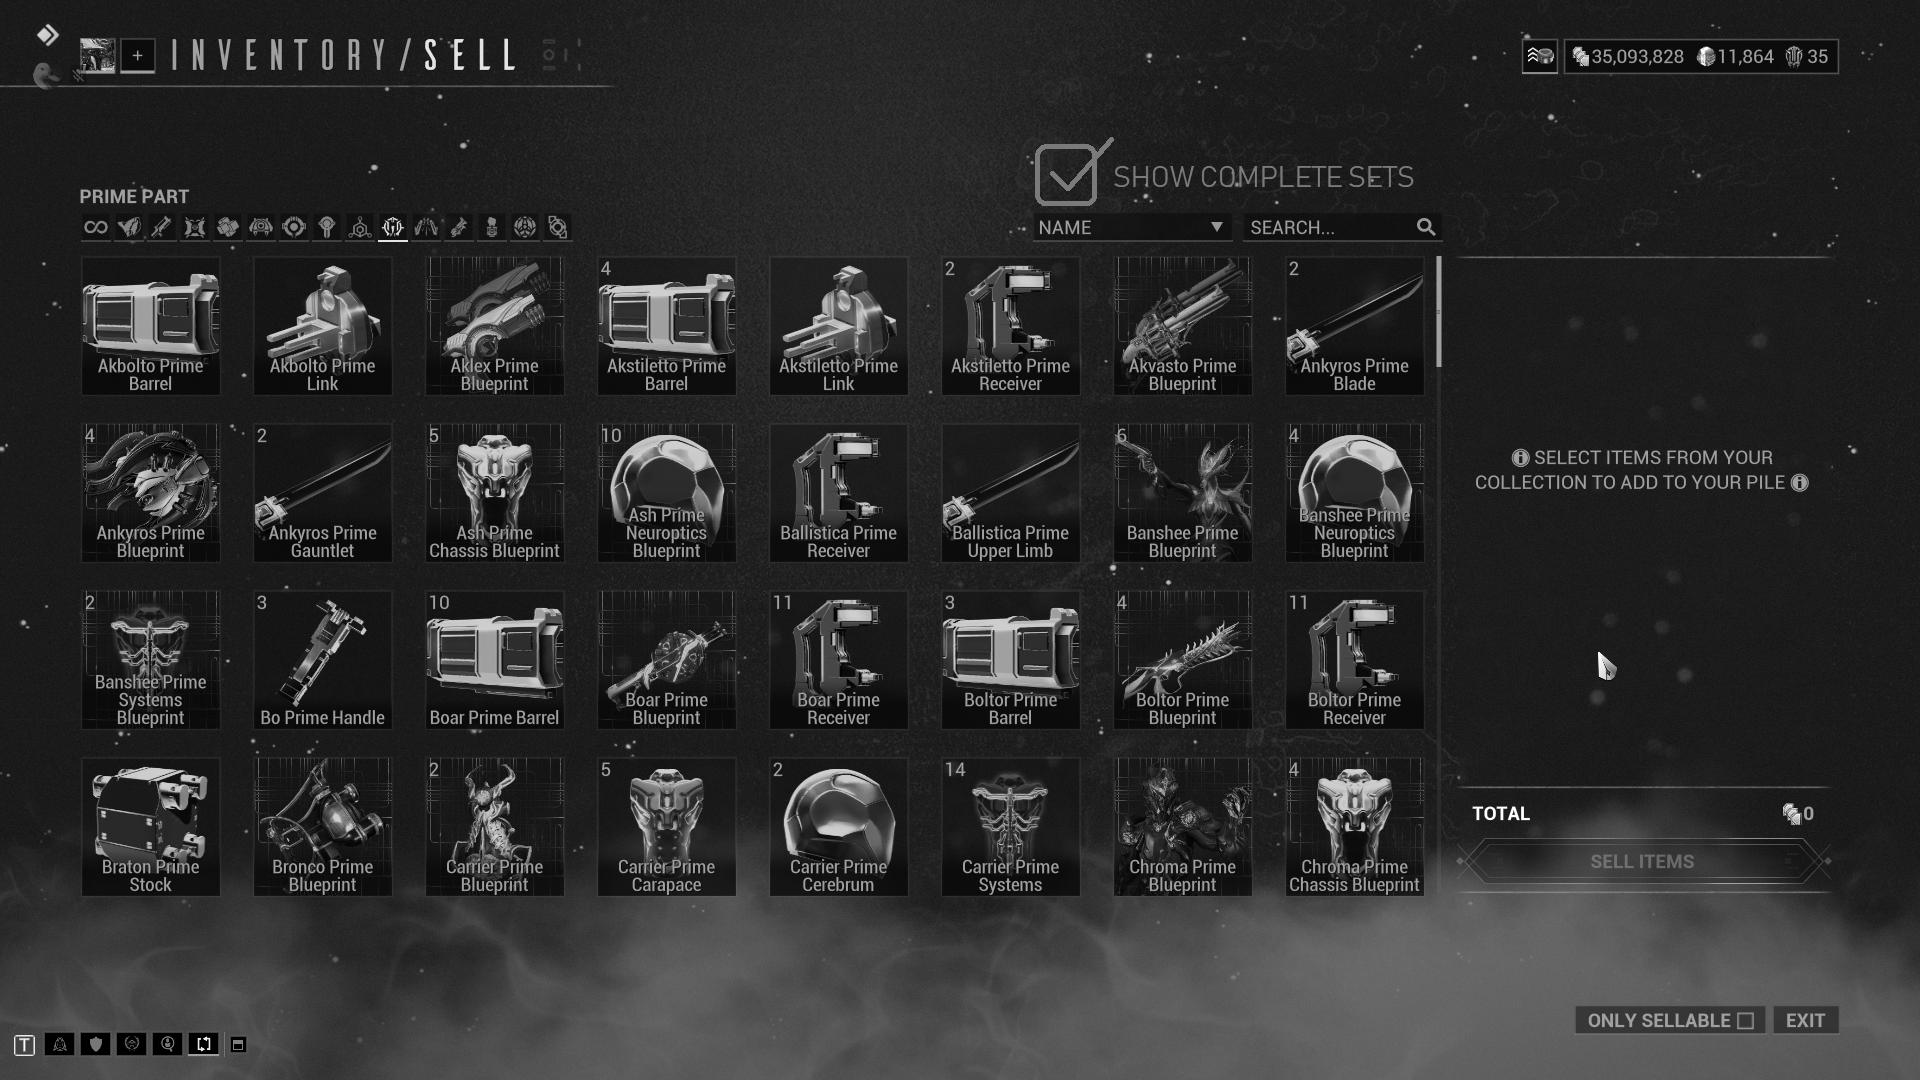 INVENTORY/SELL
35,093,828 11,864 35
SHOW COMPLETE SETS
PRIME PART
NAME
SEARCH...
Akbolto Prime
Barrel
Akbolto Prime
Link
Aklex Prime
Blueprint
4
Akstiletto Prime
Barrel
Akstiletto Prime
Link
2
Akstiletto Prime
Receiver
Akvasto Prime
Blueprint
2
Ankyros Prime
Blade
4
Ankyros Prime
Blueprint
2
Ankyros Prime
Gauntlet
5
Ash Prime
Chassis Blueprint
10
Ash Prime
Neuroptics
Blueprint
Ballistica Prime
Receiver
Ballistica Prime
Upper Limb
6
Banshee Prime
Blueprint
4
Banshee Prime
Neuroptics
Blueprint
2
Banshee Prime
Systems
Blueprint
3
Bo Prime Handle
10
Boar Prime Barrel
Boar Prime
Blueprint
11
Boar Prime
Receiver
3
Boltor Prime
Barrel
4
Boltor Prime
Blueprint
11
Boltor Prime
Receiver
Braton Prime
Stock
Bronco Prime
Blueprint
2
Carrier Prime
Blueprint
5
Carrier Prime
Carapace
2
Carrier Prime
Cerebrum
14
Carrier Prime
Systems
Chroma Prime
Blueprint
4
Chroma Prime
Chassis Blueprint
SELECT ITEMS FROM YOUR
COLLECTION TO ADD TO YOUR PILE
TOTAL
0
SELL ITEMS
ONLY SELLABLE
EXIT
T